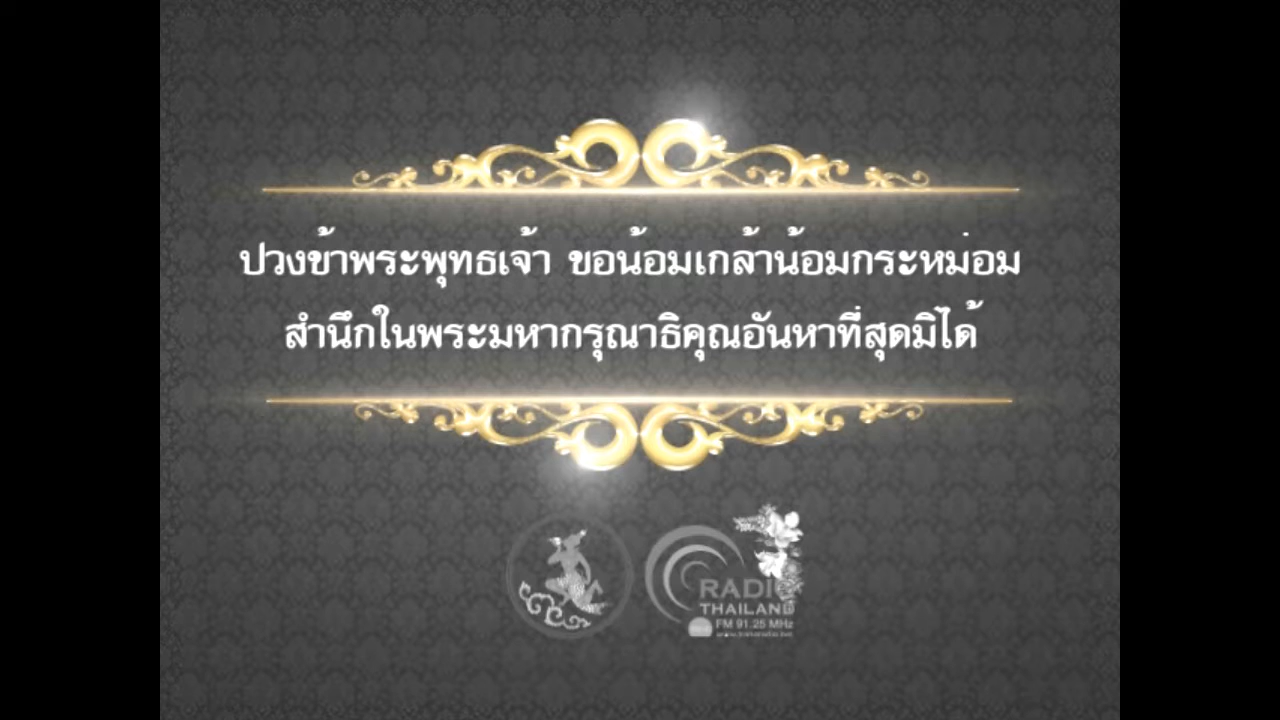 ปวงข้าพระพุทธเจ้า ขอน้อมเกล้าน้อมกระหม่อม
สำนึกในพระมหากรุณาธิคุณอันหาที่สุดมิได้
RADIO
THAILAND
FM 91.25 MHz